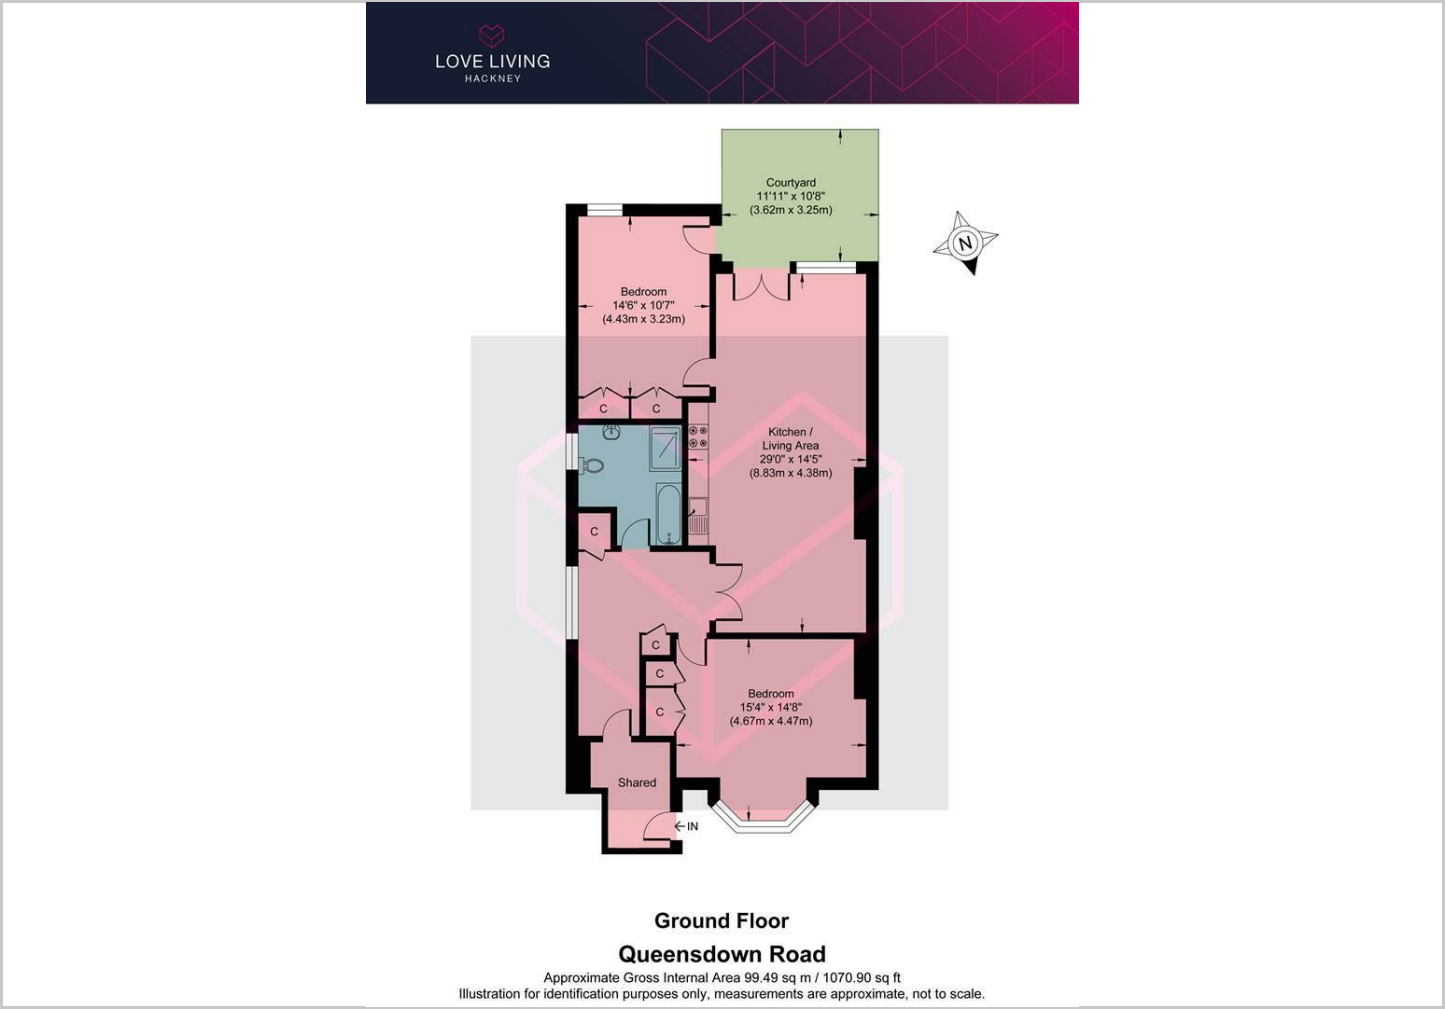 LOVE LIVING
HACKNEY
Courtyard
11'11" x 10'8"
(3.62m x 3.25m)
N
Bedroom
14'6" x 10'7"
(4.43m x 3.23m)
C
C
Kitchen /
Living Area
29'0" x 14'5"
(8.83m x 4.38m)
C
C
C
C
Bedroom
15'4" x 14'8"
(4.67m x 4.47m)
Shared
IN
Ground Floor
Queensdown Road
Approximate Gross Internal Area 99.49 sq m / 1070.90 sq ft
Illustration for identification purposes only, measurements are approximate, not to scale.